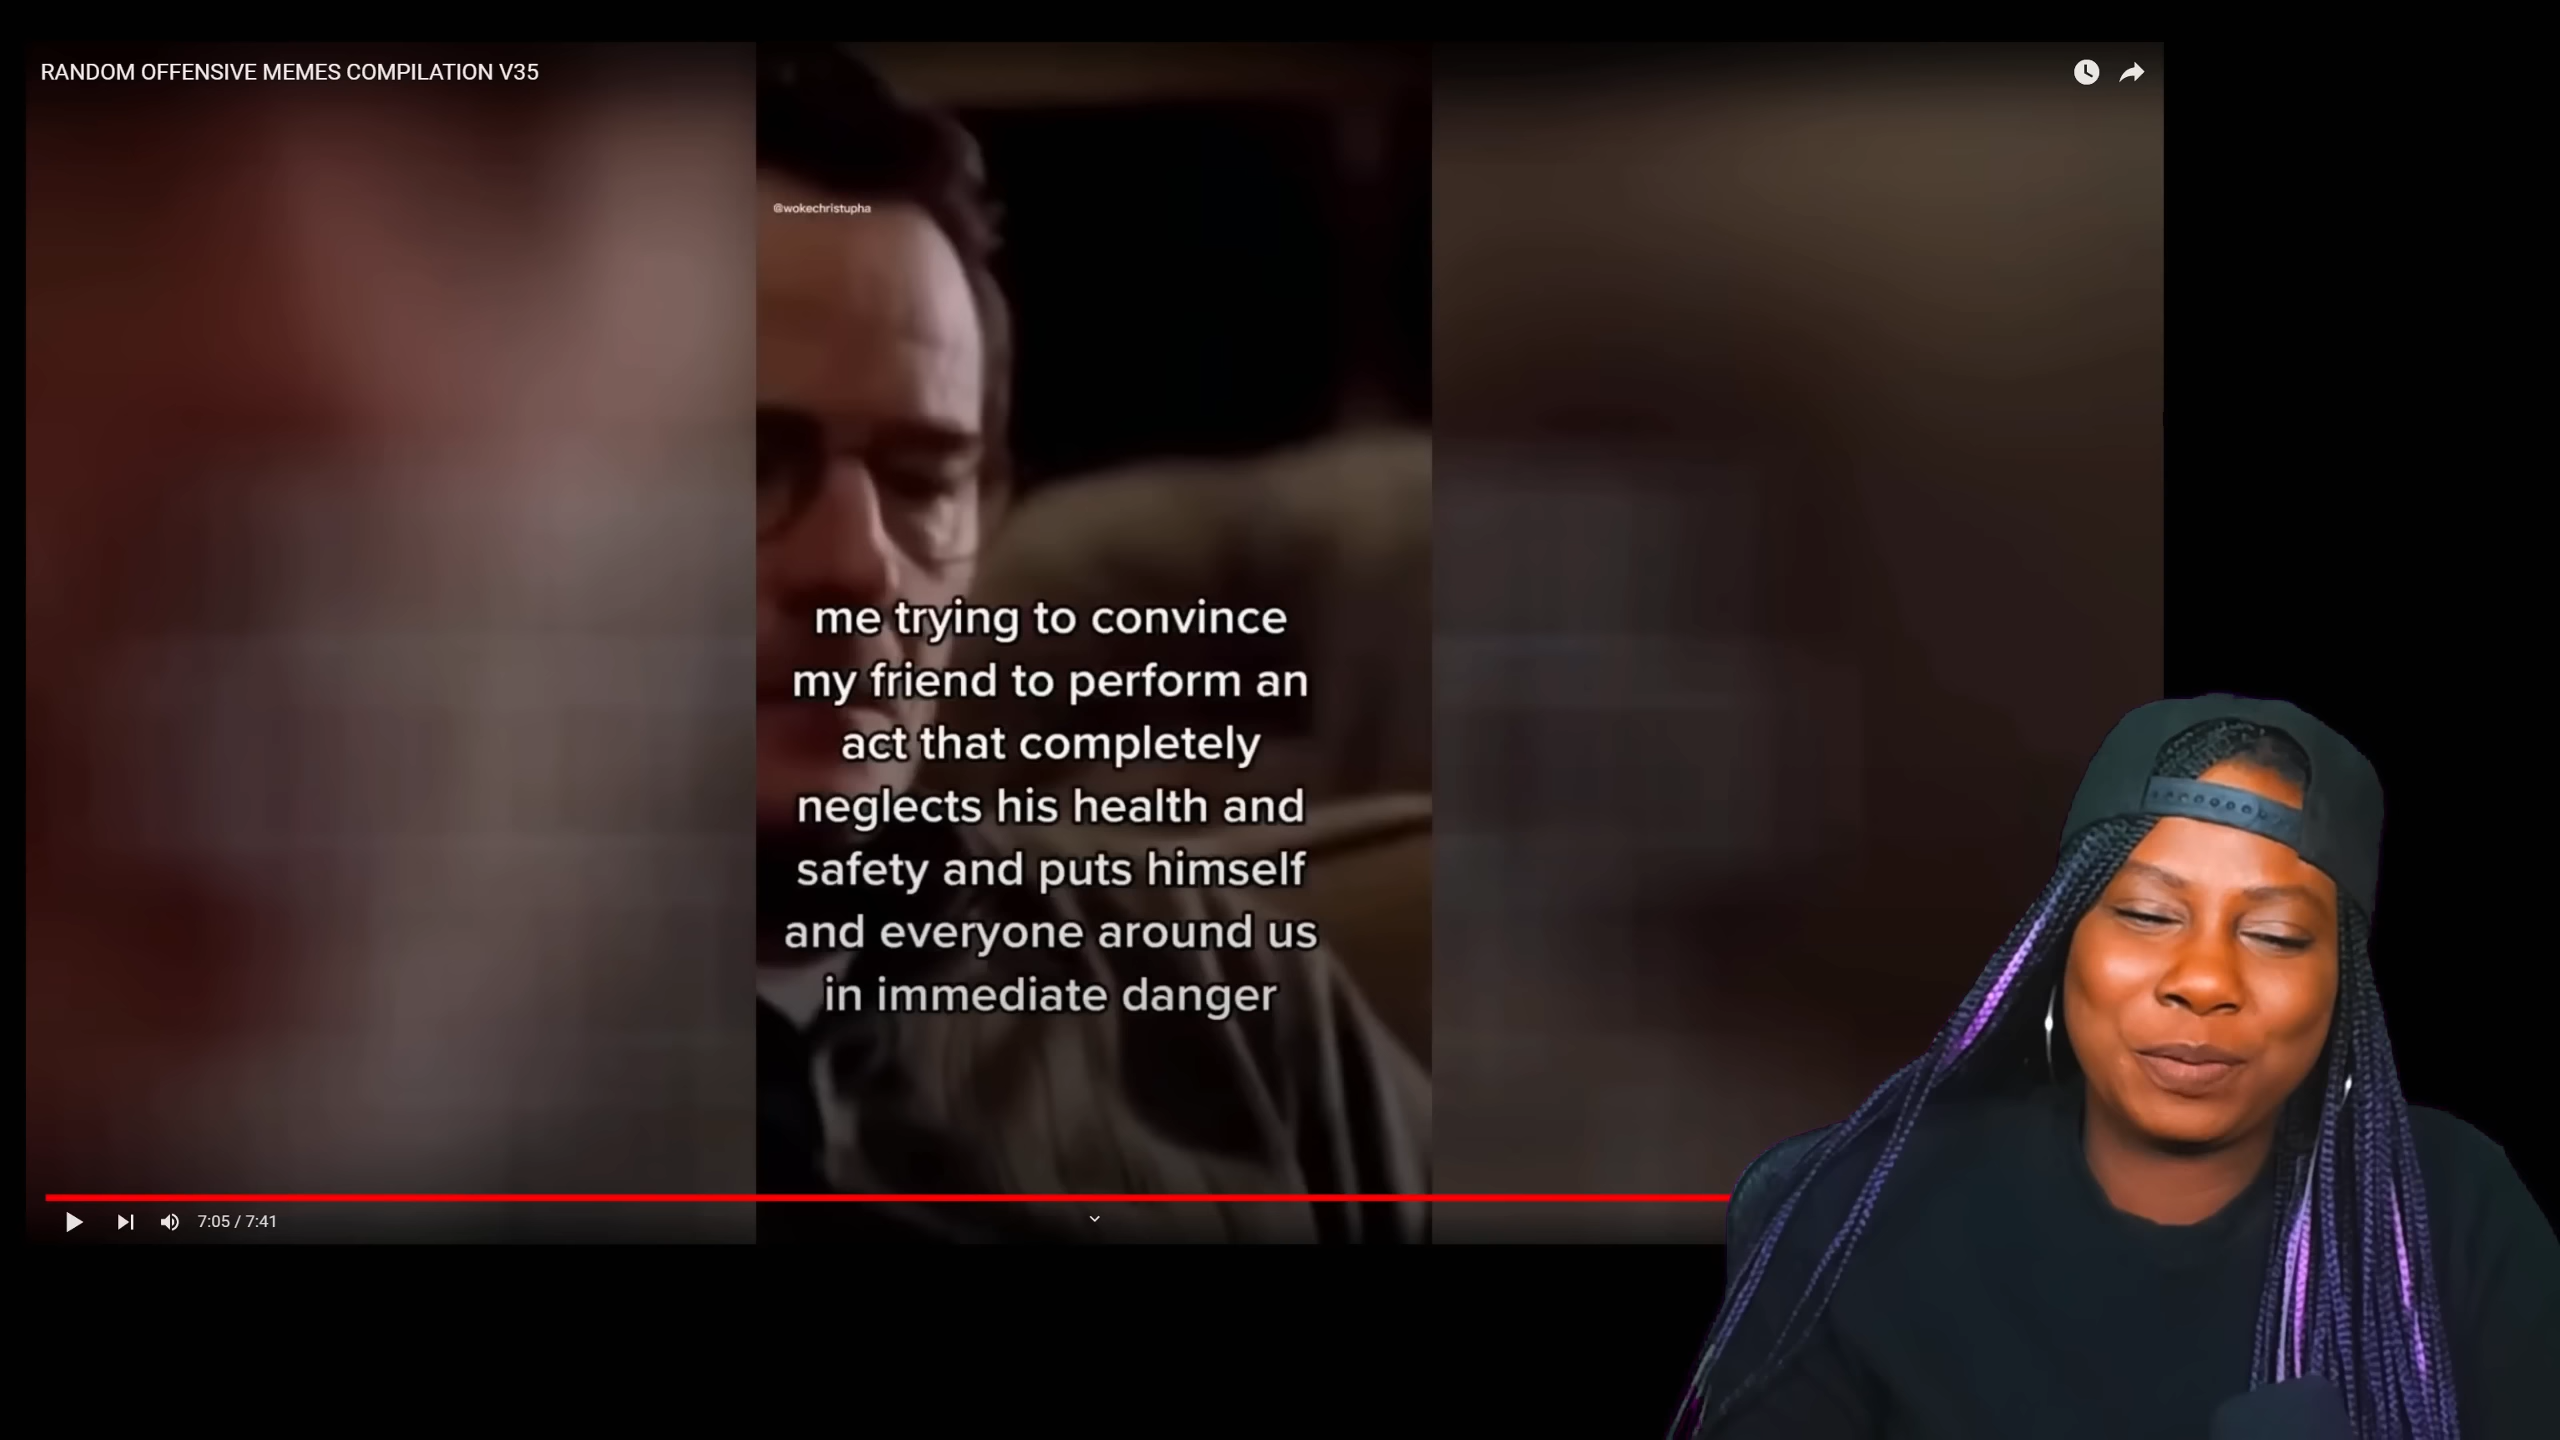 RANDOM OFFENSIVE MEMES COMPILATION V35
@wokechristupha
me trying to convince
my friend to perform an
act that completely
neglects his health and
safety and puts himself
and everyone around us
in immediate danger
7:05 / 7:41